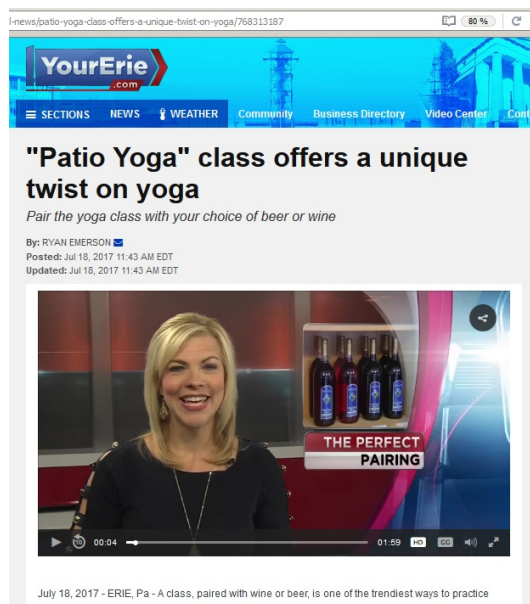 l-news/patio-yoga-class-offers-a-unique-twist-on-yoga/768313187
80 %
YourErie
.com
SECTIONS NEWS WEATHER Community Business Directory Video Center Cont
"Patio Yoga" class offers a unique
twist on yoga
Pair the yoga class with your choice of beer or wine
By: RYAN EMERSON
Posted: Jul 18, 2017 11:43 AM EDT
Updated: Jul 18, 2017 11:43 AM EDT
THE PERFECT
PAIRING
10 00:04 01:59 HD CC
July 18, 2017 - ERIE, Pa - A class, paired with wine or beer, is one of the trendiest ways to practice